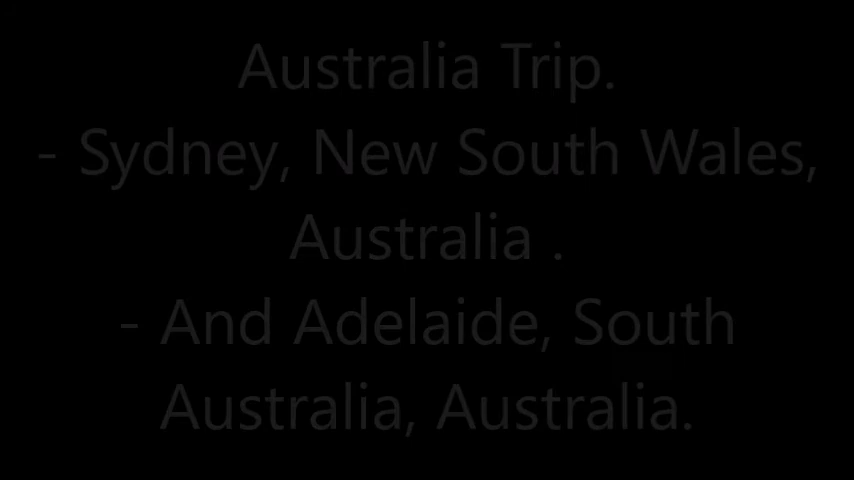 Australia Trip.
- Sydney, New South Wales,
Australia .
- And Adelaide, South
Australia, Australia.